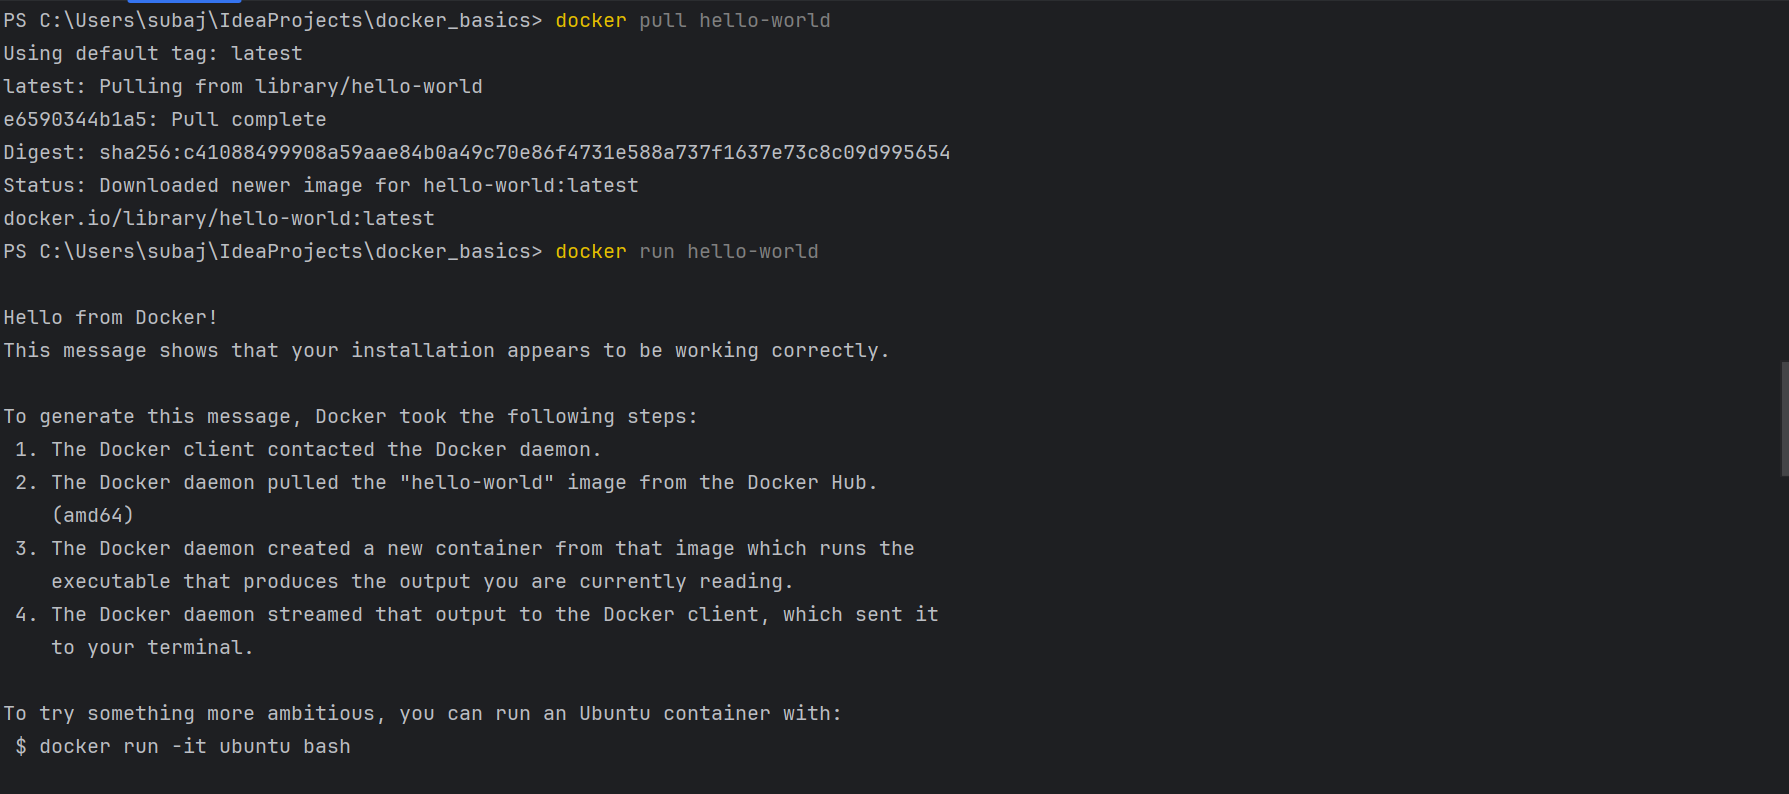 PS C:\Users\subaj\IdeaProjects\docker_basics> docker pull hello-world
Using default tag: latest
latest: Pulling from library/hello-world
e6590344b1a5: Pull complete
Digest: sha256:c41088499908a59aae84b0a49c70e86f4731e588a737f1637e73c8c09d995654
Status: Downloaded newer image for hello-world:latest
docker.io/library/hello-world:latest
PS C:\Users\subaj\IdeaProjects\docker_basics> docker run hello-world
Hello from Docker!
This message shows that your installation appears to be working correctly.
To generate this message, Docker took the following steps:
1. The Docker client contacted the Docker daemon.
2. The Docker daemon pulled the "hello-world" image from the Docker Hub.
(amd64)
3. The Docker daemon created a new container from that image which runs the
executable that produces the output you are currently reading.
4. The Docker daemon streamed that output to the Docker client, which sent it
to your terminal.
To try something more ambitious, you can run an Ubuntu container with:
$ docker run -it ubuntu bash